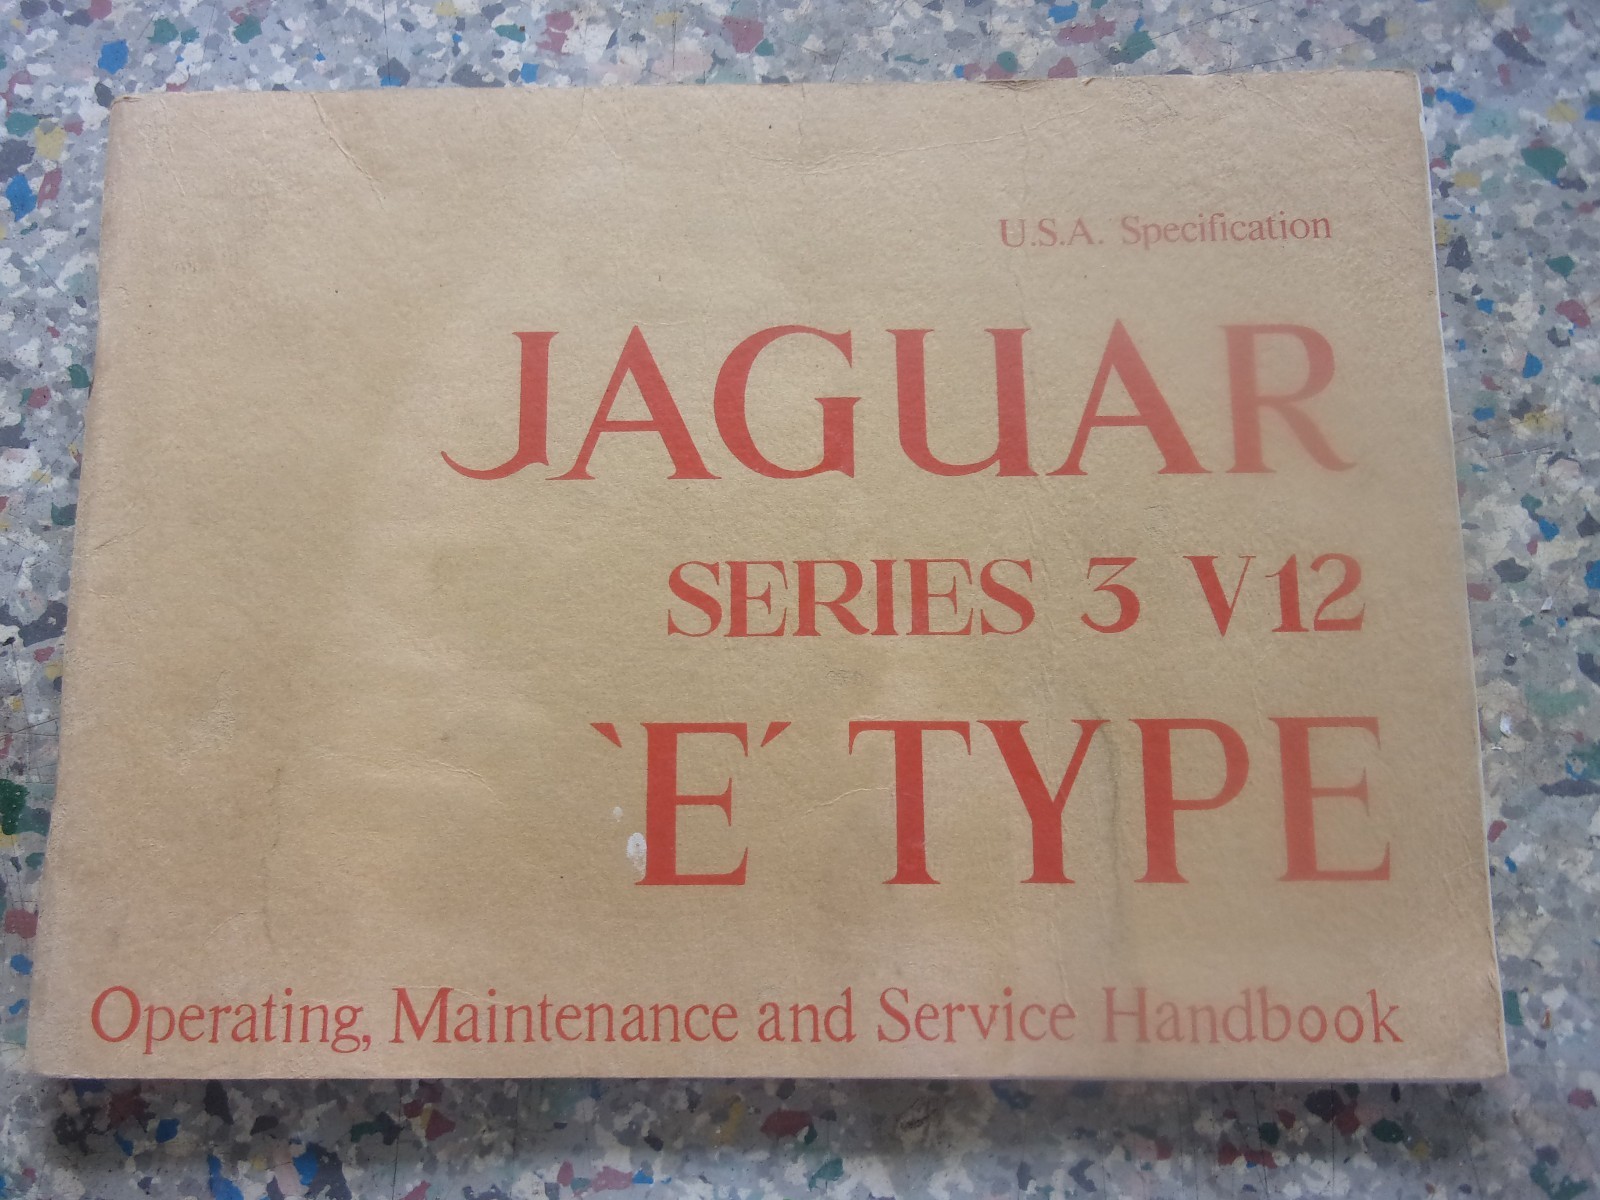 U.S.A. Specification
JAGUAR
SERIES 3 V12
`E´ TYPE
Operating, Maintenance and Service Handbook